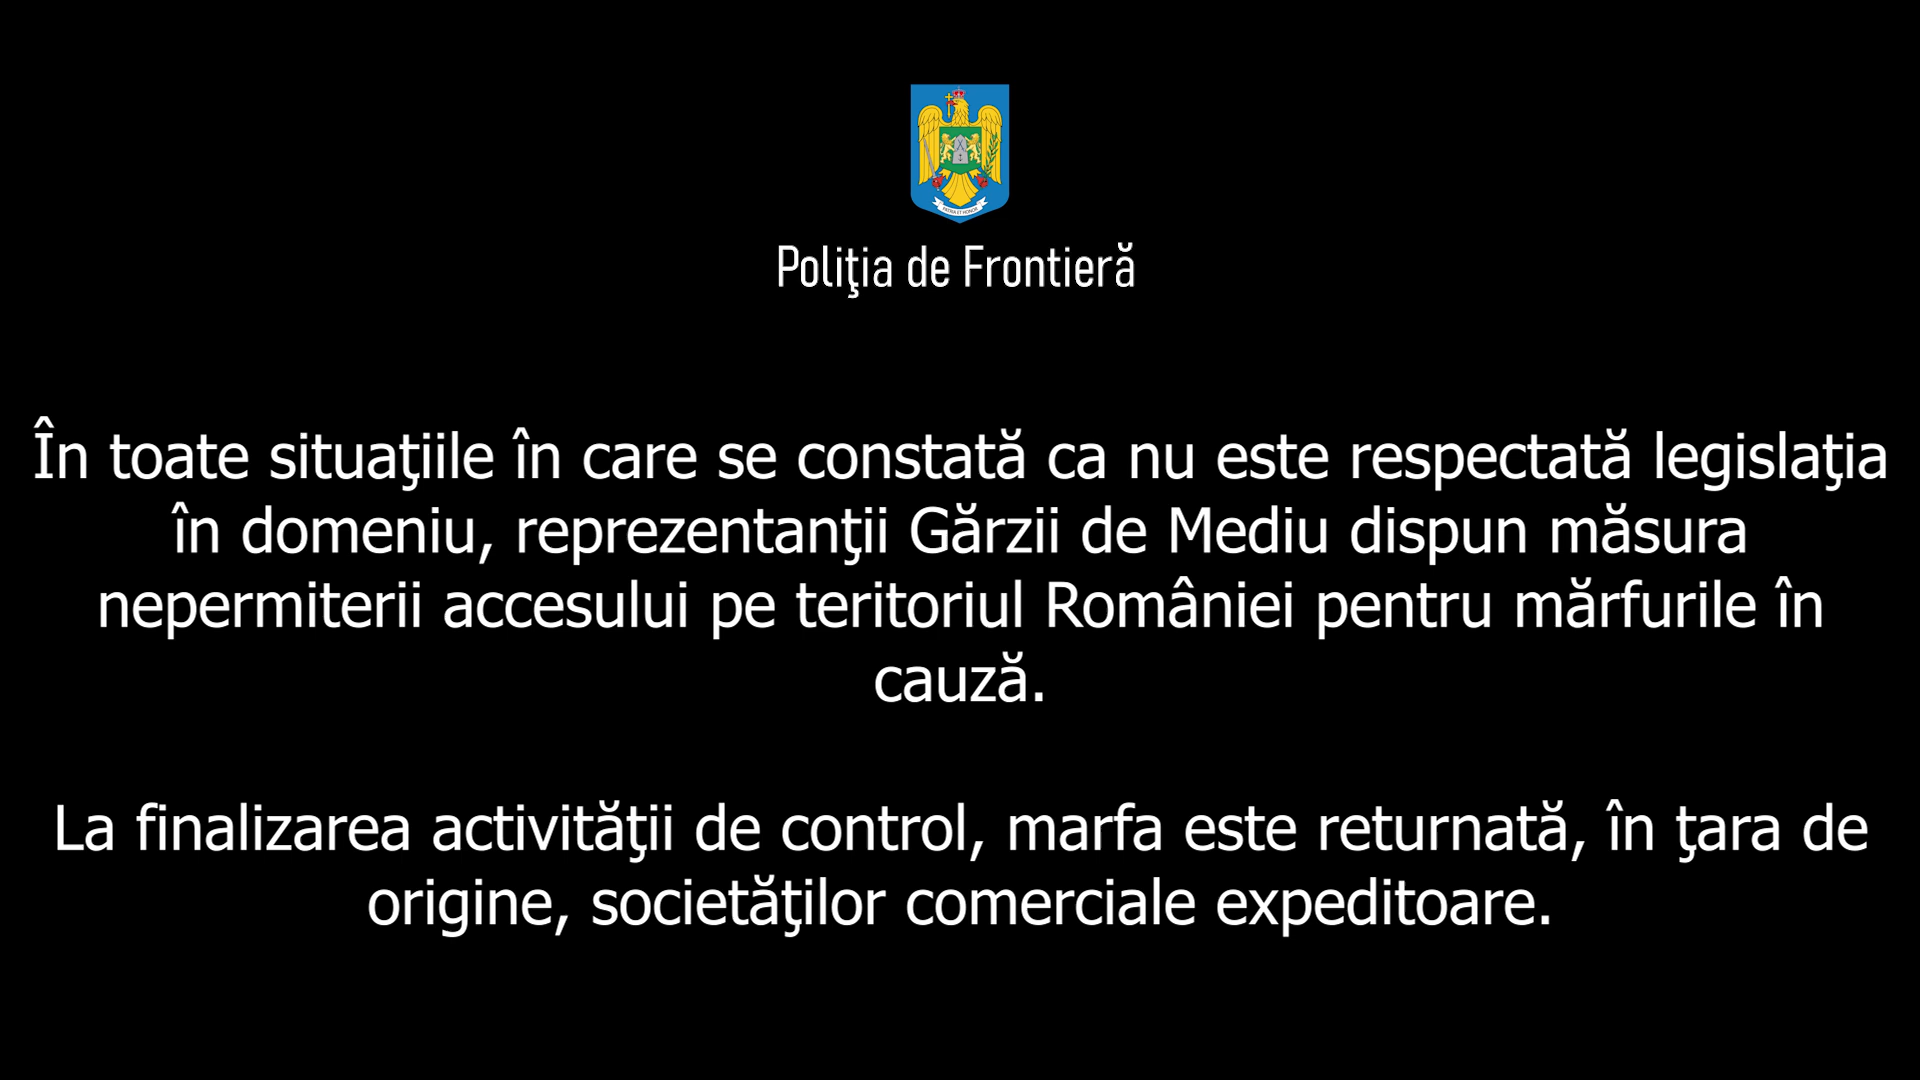 Poliţia de Frontieră
În toate situaţiile în care se constată ca nu este respectată legislaţia
în domeniu, reprezentanţii Gărzii de Mediu dispun măsura
nepermiterii accesului pe teritoriul României pentru mărfurile în
cauză.
La finalizarea activităţii de control, marfa este returnată, în ţara de
origine, societăţilor comerciale expeditoare.